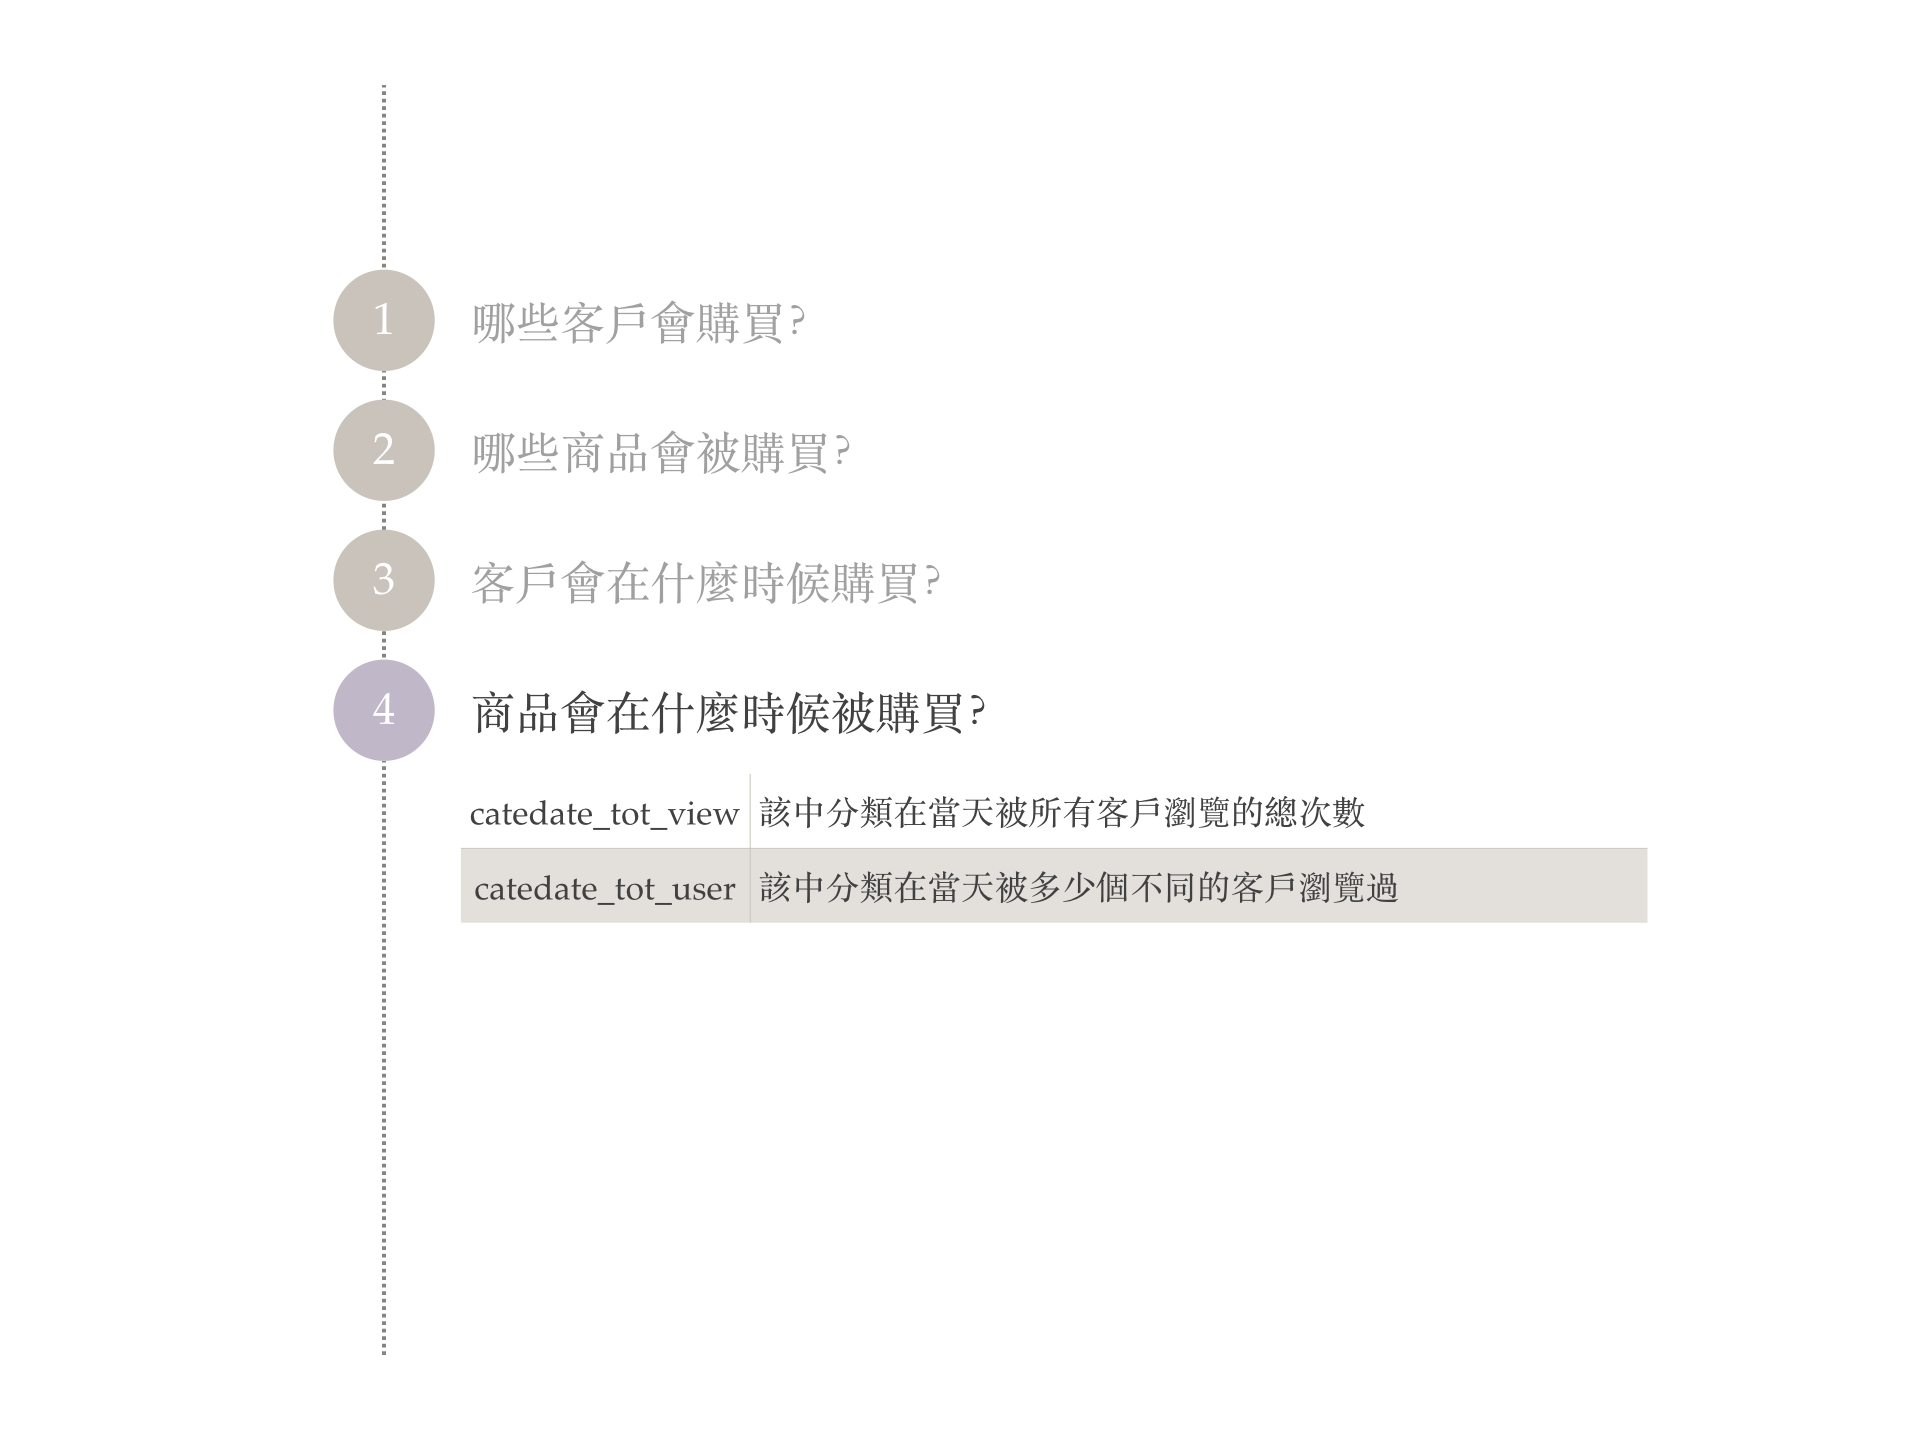 1 哪些客戶會購買?
2 哪些商品會被購買?
3 客戶會在什麼時候購買?
4 商品會在什麼時候被購買?
catedate_tot_view 該中分類在當天被所有客戶瀏覽的總次數
catedate_tot_user 該中分類在當天被多少個不同的客戶瀏覽過